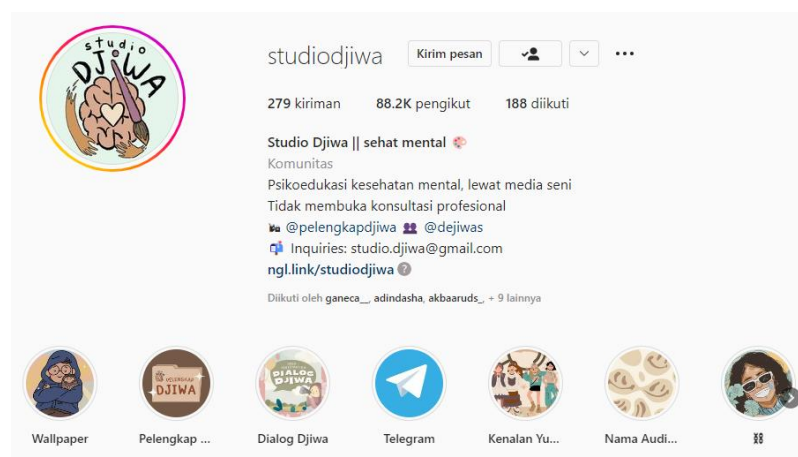 studio
DJIWA
studiodjiwa Kirim pesan
279 kiriman 88.2K pengikut 188 diikuti
Studio Djiwa || sehat mental
Komunitas
Psikoedukasi kesehatan mental, lewat media seni
Tidak membuka konsultasi profesional
@pelengkapdjiwa @dejiwas
Inquiries: studio.djiwa@gmail.com
ngl.link/studiodjiwa ?
Diikuti oleh ganeca__, adindasha, akbaaruds_, + 9 lainnya
PELENGKAP
DJIWA
DIALOG
DJIWA
Wallpaper Pelengkap ... Dialog Djiwa Telegram Kenalan Yu... Nama Audi...